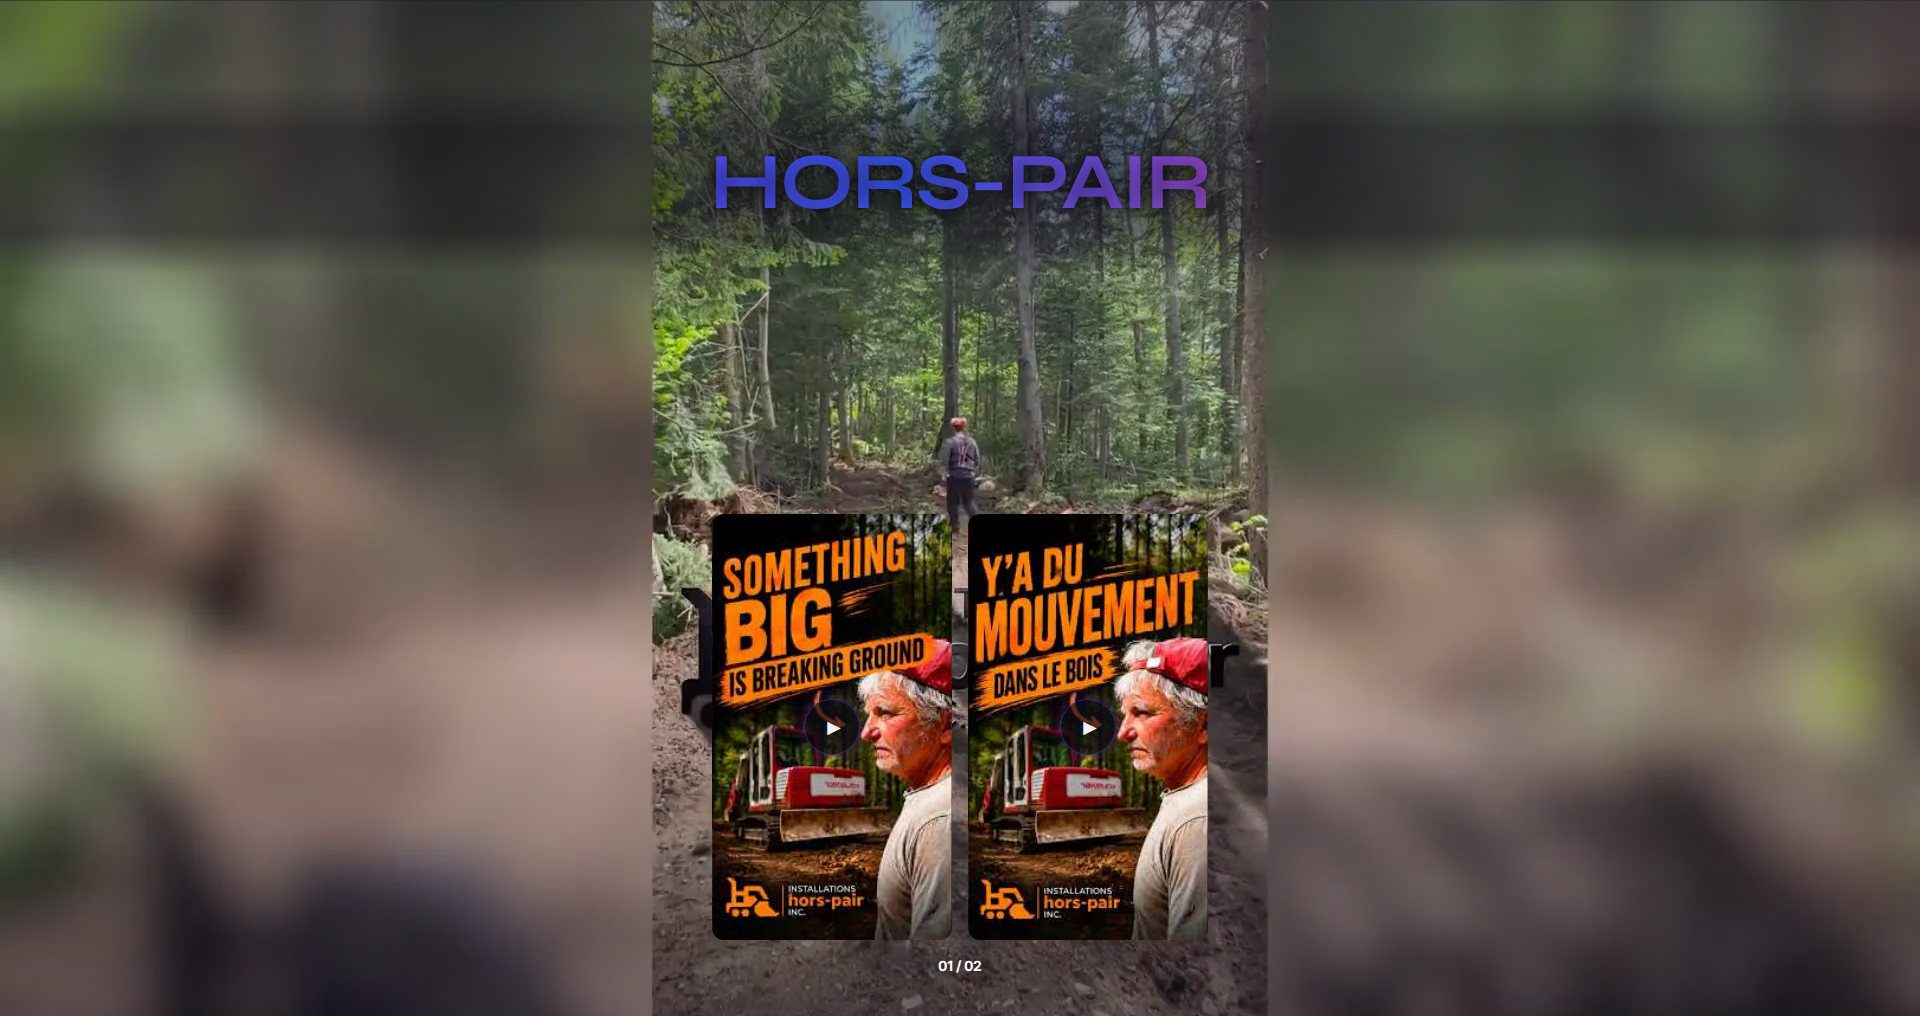 HORS-PAIR
SOMETHING
BIG
IS BREAKING GROUND
INSTALLATIONS
hors-pair
INC.
Y'A DU
MOUVEMENT
DANS LE BOIS
INSTALLATIONS
hors-pair
INC.
01 / 02